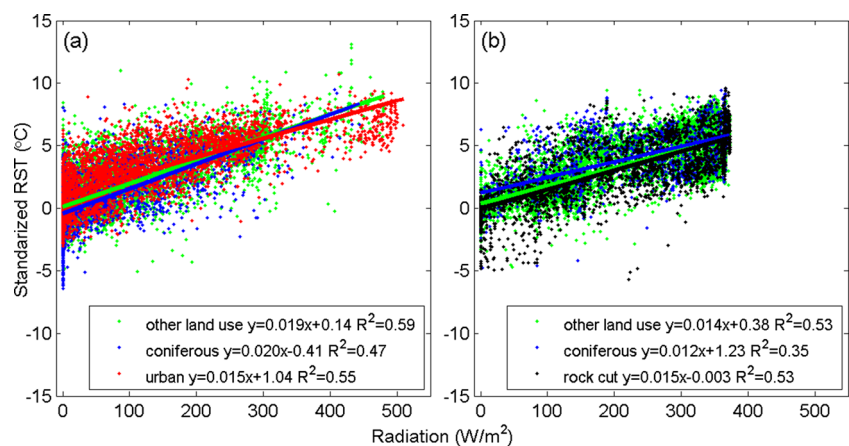 (a)
(b)
Standarized RST (°C)
15
10
5
0
-5
-10
-15
15
10
5
0
-5
-10
-15
other land use y=0.019x+0.14 R²=0.59
coniferous y=0.020x-0.41 R²=0.47
urban y=0.015x+1.04 R²=0.55
other land use y=0.014x+0.38 R²=0.53
coniferous y=0.012x+1.23 R²=0.35
rock cut y=0.015x-0.003 R²=0.53
0 100 200 300 400 500
0 100 200 300 400 500
Radiation (W/m²)